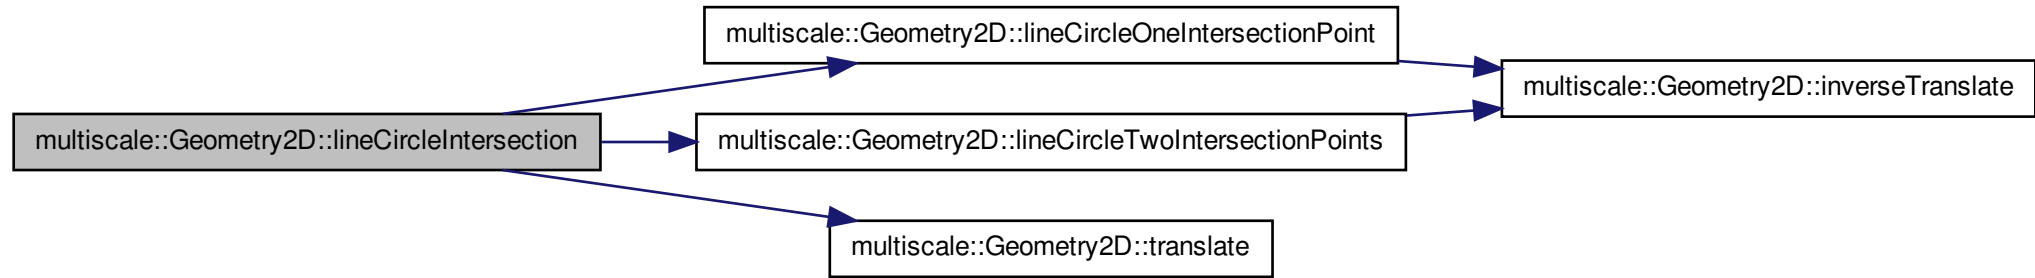 multiscale::Geometry2D::lineCircleOneIntersectionPoint
multiscale::Geometry2D::inverseTranslate
multiscale::Geometry2D::lineCircleIntersection
multiscale::Geometry2D::lineCircleTwoIntersectionPoints
multiscale::Geometry2D::translate